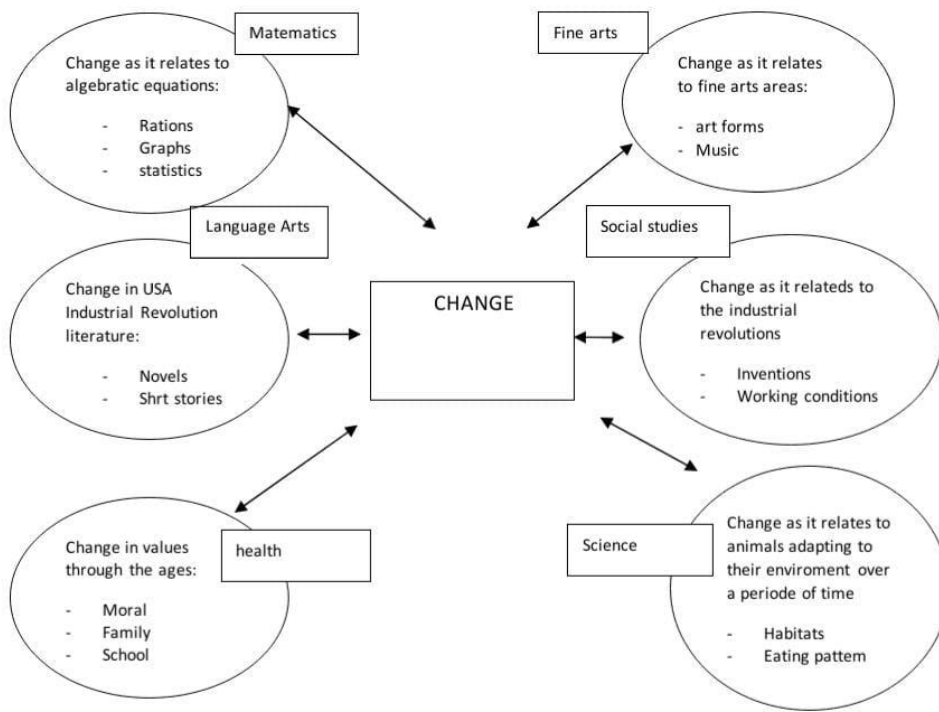 Matematics
Change as it relates to
algebratic equations:
- Rations
- Graphs
- statistics
Fine arts
Change as it relates
to fine arts areas:
- art forms
- Music
Language Arts
Change in USA
Industrial Revolution
literature:
- Novels
- Shrt stories
CHANGE
Social studies
Change as it relateds to
the industrial
revolutions
- Inventions
- Working conditions
health
Change in values
through the ages:
- Moral
- Family
- School
Science
Change as it relates to
animals adapting to
their enviroment over
a periode of time
- Habitats
- Eating pattem